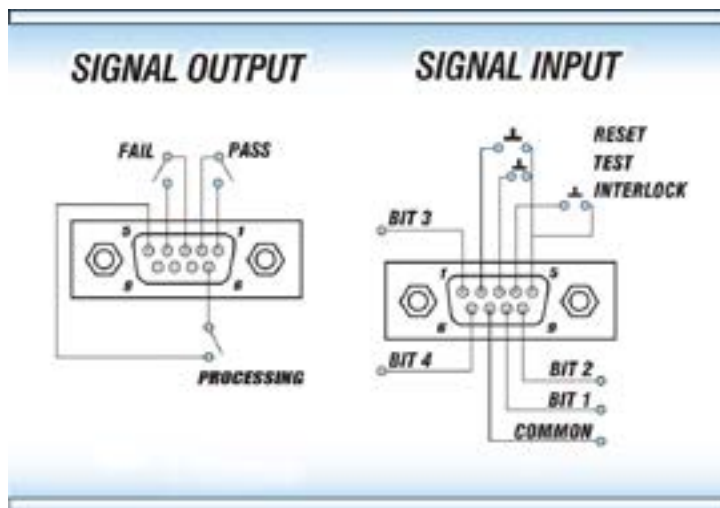 SIGNAL OUTPUT
FAIL
PASS
5
1
9
6
PROCESSING
SIGNAL INPUT
RESET
TEST
INTERLOCK
BIT 3
1
5
6
9
BIT 4
BIT 2
BIT 1
COMMON